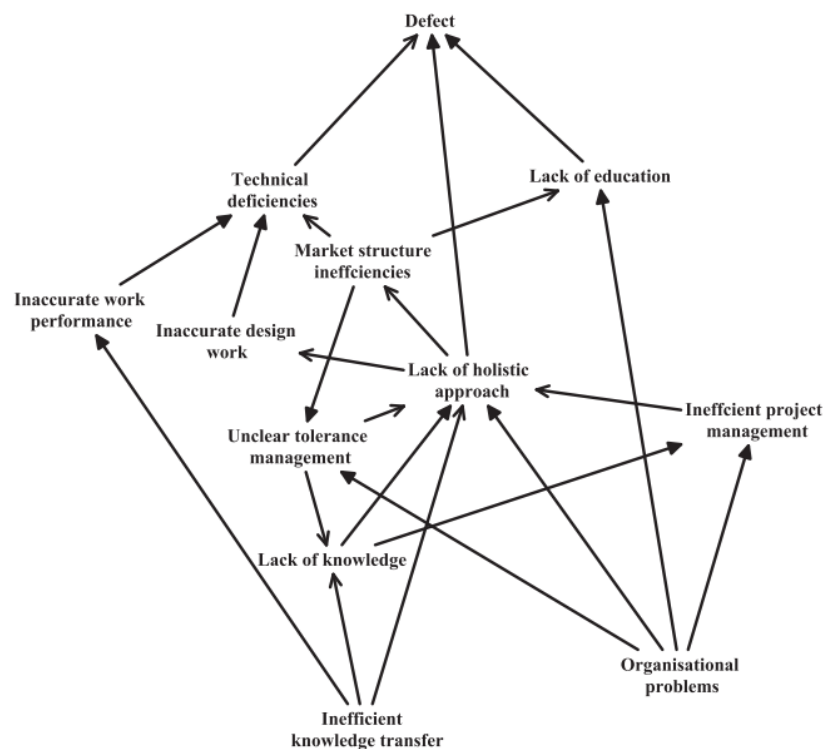 Defect
Technical
deficiencies
Lack of education
Market structure
ineffciencies
Inaccurate work
performance
Inaccurate design
work
Lack of holistic
approach
Ineffcient project
management
Unclear tolerance
management
Lack of knowledge
Organisational
problems
Inefficient
knowledge transfer